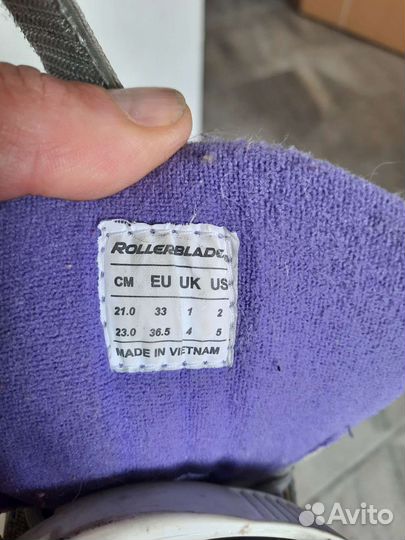 ROLLERBLADE
CM EU UK US
21.0 33 1 2
23.0 36.5 4 5
MADE IN VIETNAM
Avito